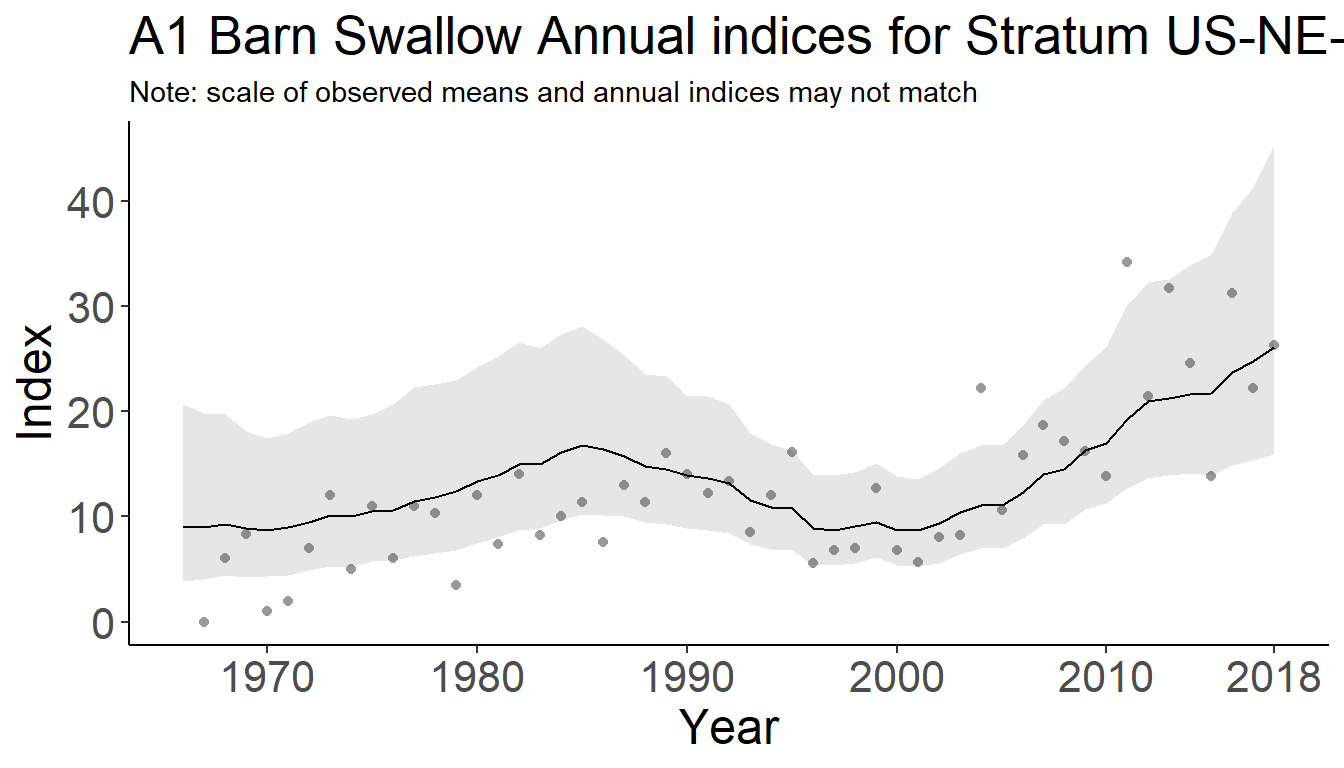 A1 Barn Swallow Annual indices for Stratum US-NE-
Note: scale of observed means and annual indices may not match
40
30
20
10
0
Index
1970 1980 1990 2000 2010 2018
Year